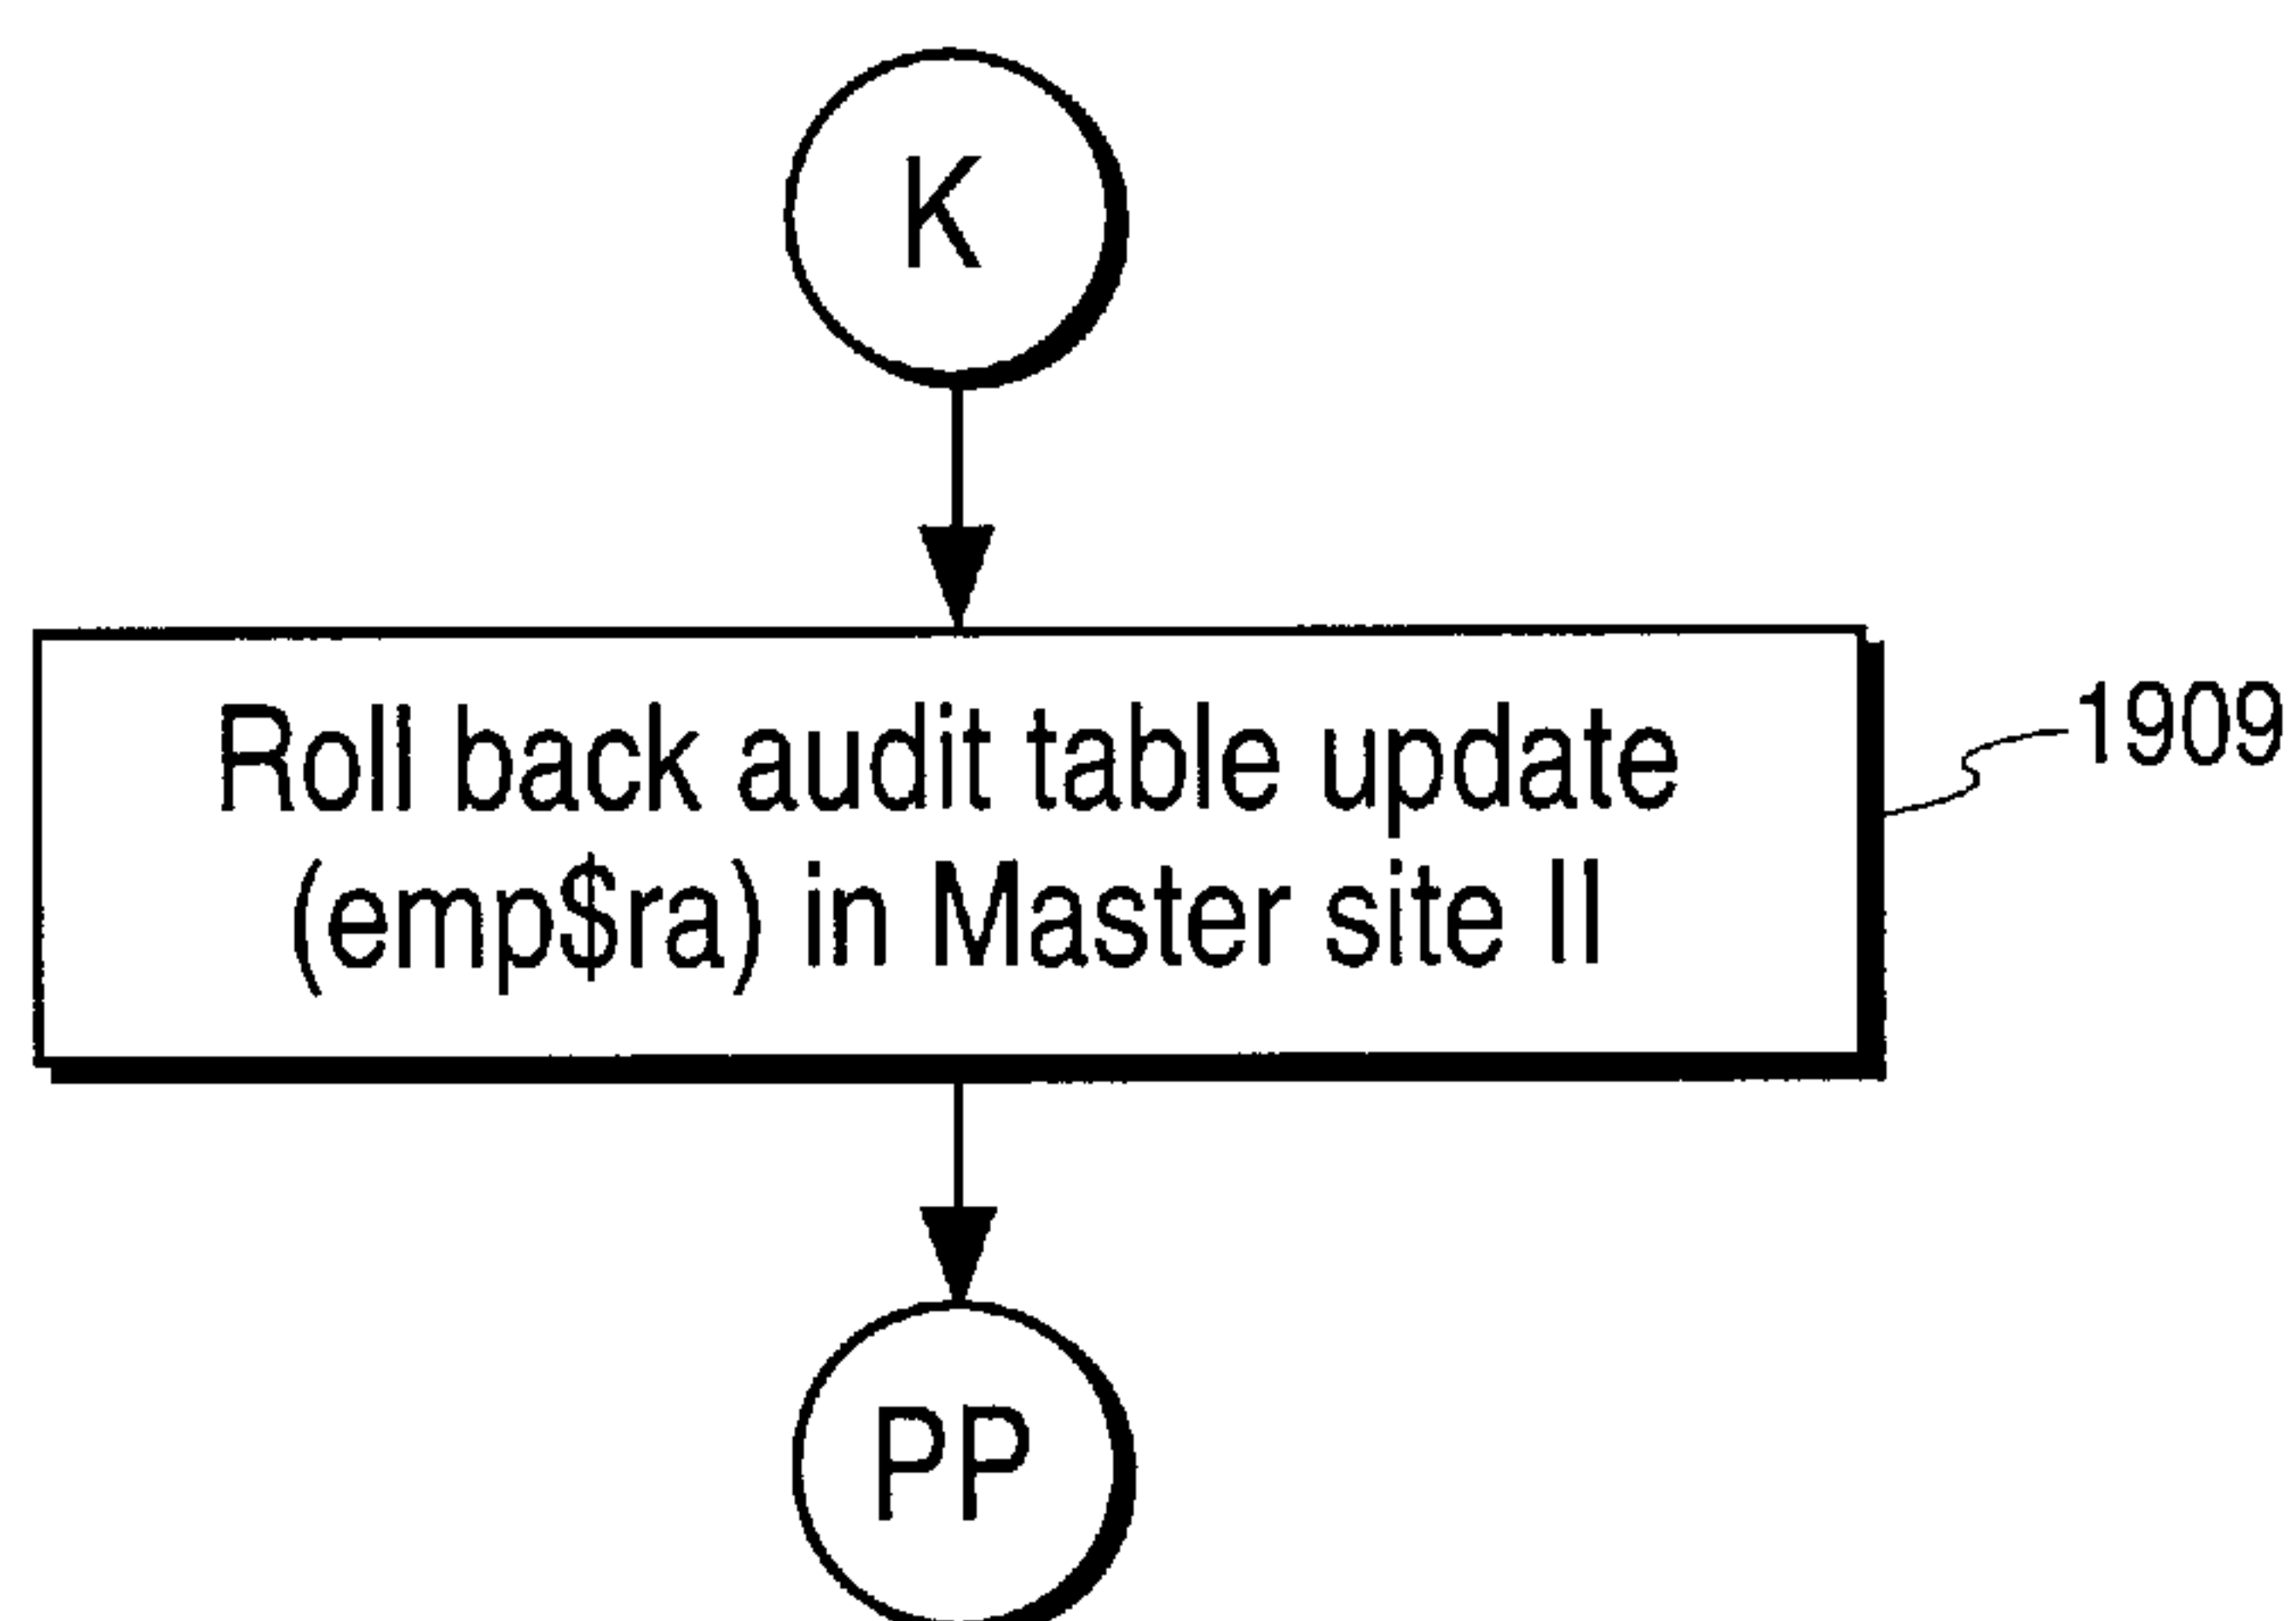 K
Roll back audit table update
1909
(emp$ra) in Master site II
PP